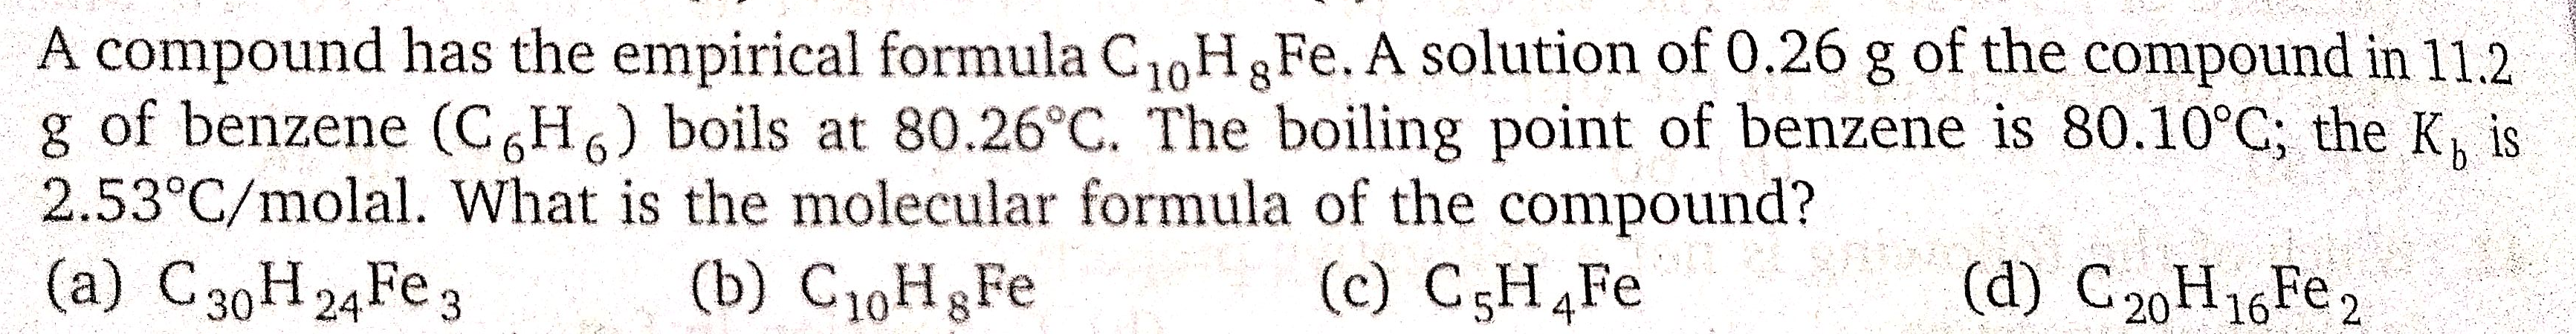 A compound has the empirical formula C₁₀H₈Fe. A solution of 0.26 g of the compound in 11.2
g of benzene (C₆H₆) boils at 80.26°C. The boiling point of benzene is 80.10°C; the K_b is
2.53°C/molal. What is the molecular formula of the compound?
(a) C₃₀H₂₄Fe₃ (b) C₁₀H₈Fe (c) C₅H₄Fe (d) C₂₀H₁₆Fe₂